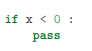 if x < 0 :
    pass